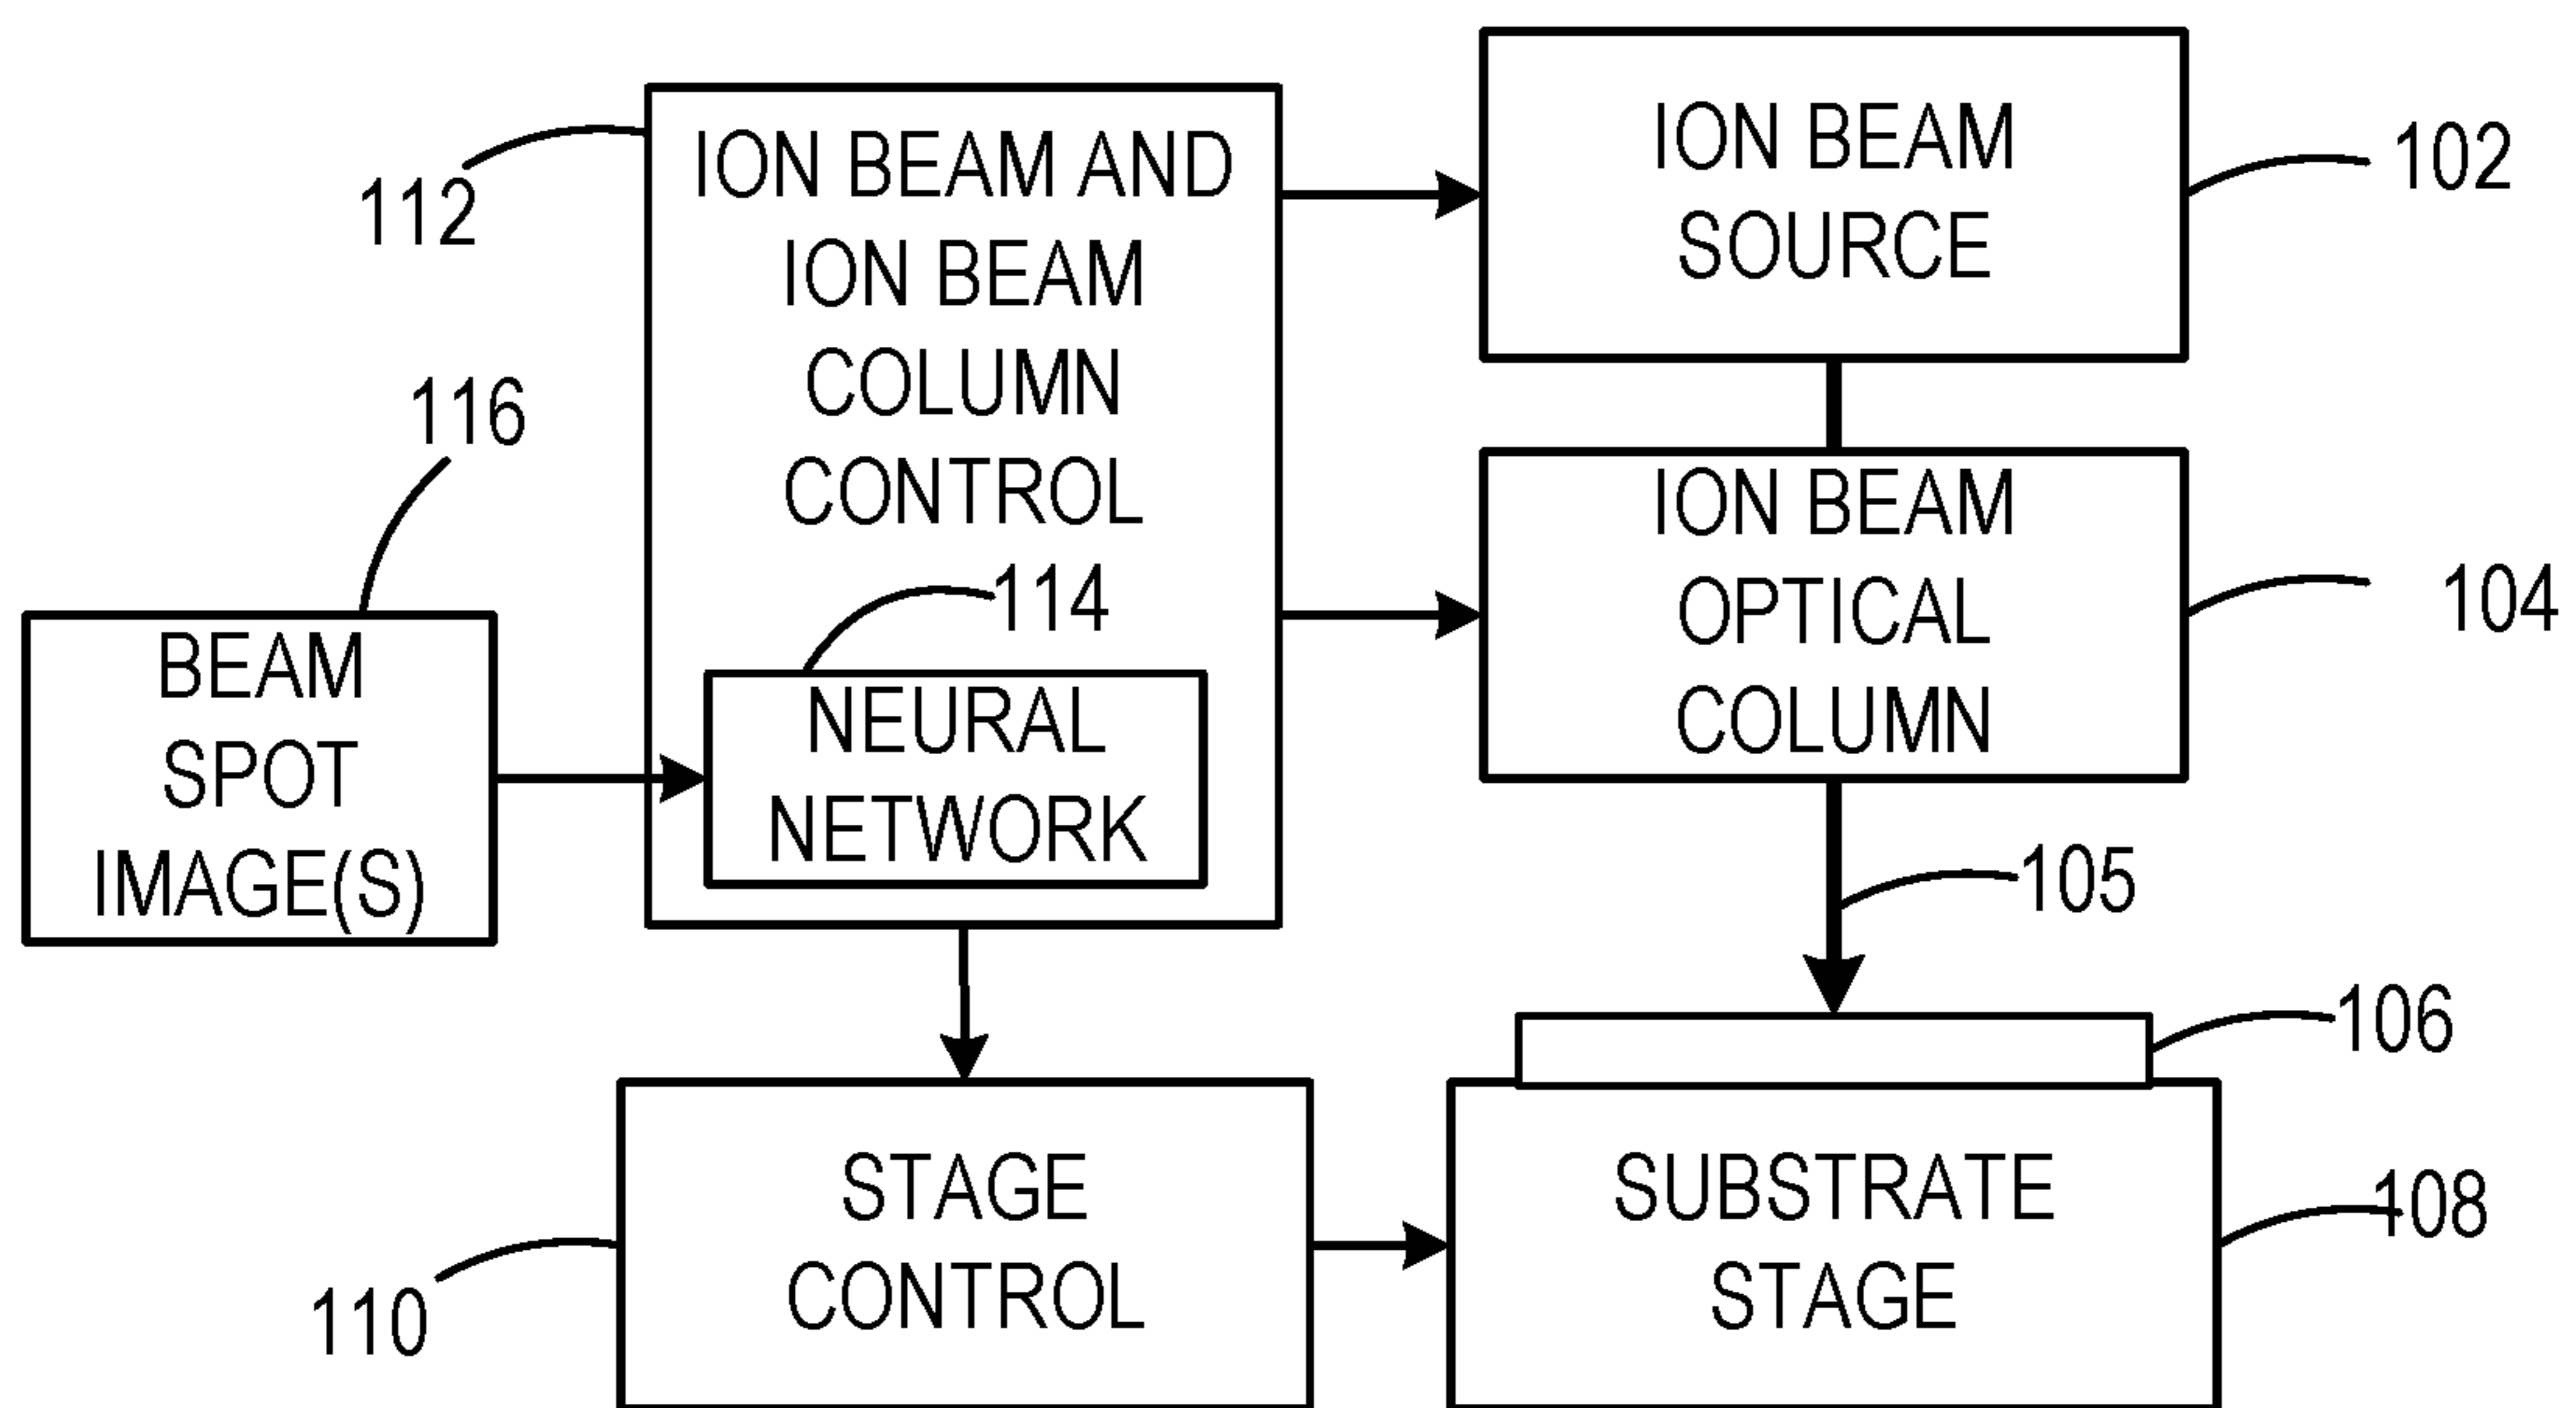 112
ION BEAM AND
ION BEAM
COLUMN
CONTROL
114
NEURAL
NETWORK
ION BEAM
SOURCE
102
116
BEAM
SPOT
IMAGE(S)
ION BEAM
OPTICAL
COLUMN
104
105
106
STAGE
CONTROL
110
SUBSTRATE
STAGE
108